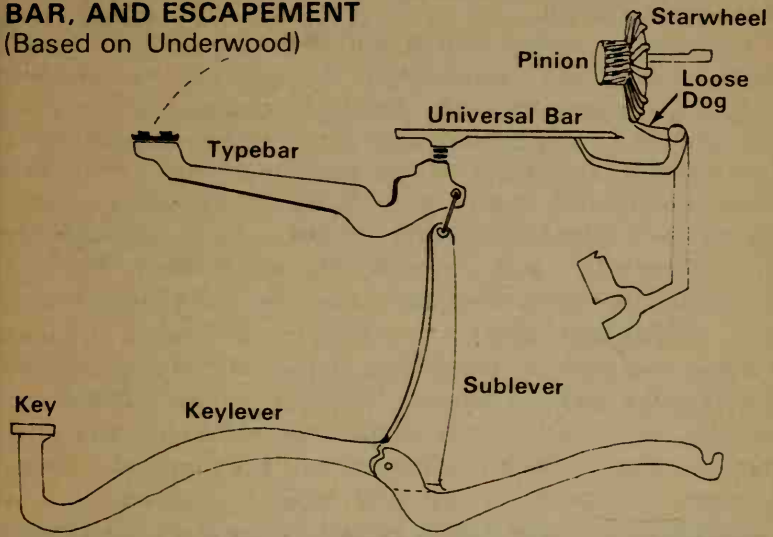 BAR, AND ESCAPEMENT
(Based on Underwood)
Starwheel
Pinion
Loose
Dog
Universal Bar
Typebar
Sublever
Key
Keylever